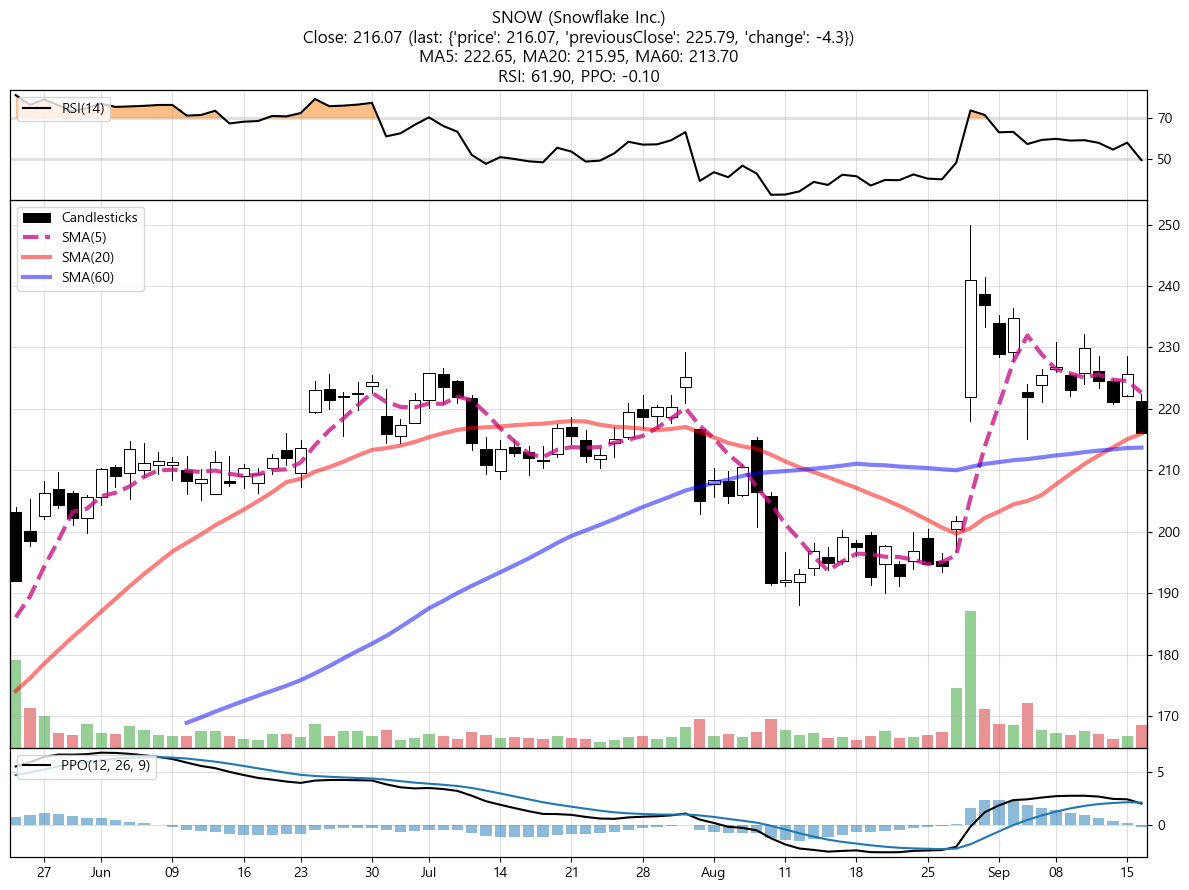 SNOW (Snowflake Inc.)
Close: 216.07 (last: {'price': 216.07, 'previousClose': 225.79, 'change': -4.3})
MA5: 222.65, MA20: 215.95, MA60: 213.70
RSI: 61.90, PPO: -0.10
RSI(14)
70
50
Candlesticks
SMA(5)
SMA(20)
SMA(60)
250
240
230
220
210
200
190
180
170
PPO(12, 26, 9)
5
0
27 Jun 09 16 23 30 Jul 14 21 28 Aug 11 18 25 Sep 08 15